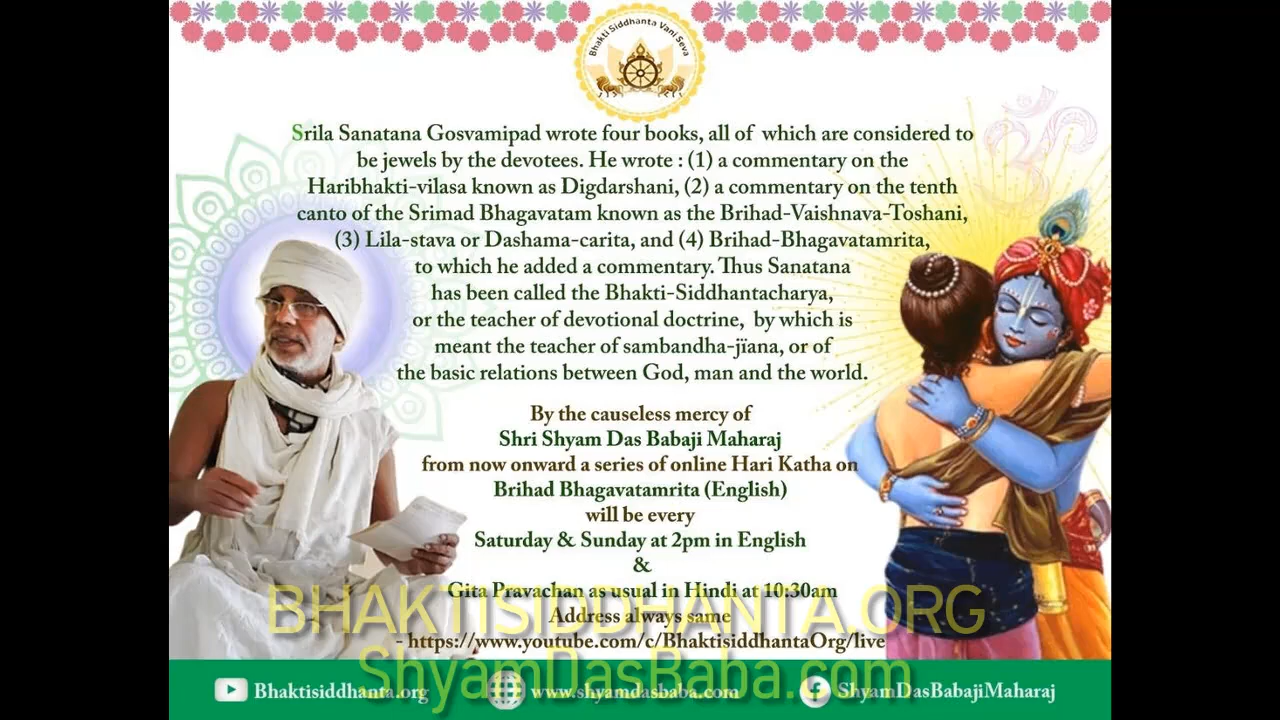 Bhakti Siddhanta Vani Seva
Srila Sanatana Gosvamipad wrote four books, all of which are considered to
be jewels by the devotees. He wrote : (1) a commentary on the
Haribhakti-vilasa known as Digdarshani, (2) a commentary on the tenth
canto of the Srimad Bhagavatam known as the Brihad-Vaishnava-Toshani,
(3) Lila-stava or Dashama-carita, and (4) Brihad-Bhagavatamrita,
to which he added a commentary. Thus Sanatana
has been called the Bhakti-Siddhantacharya,
or the teacher of devotional doctrine, by which is
meant the teacher of sambandha-jïana, or of
the basic relations between God, man and the world.
By the causeless mercy of
Shri Shyam Das Babaji Maharaj
from now onward a series of online Hari Katha on
Brihad Bhagavatamrita (English)
will be every
Saturday & Sunday at 2pm in English
&
Gita Pravachan as usual in Hindi at 10:30am
BHAKTISIDDHANTA.ORG
Address always same
- https://www.youtube.com/c/BhaktisiddhantaOrg/live
ShyamDasBaba.com
Bhaktisiddhanta.org www.shyamdasbaba.com ShyamDasBabajiMaharaj
ॐ